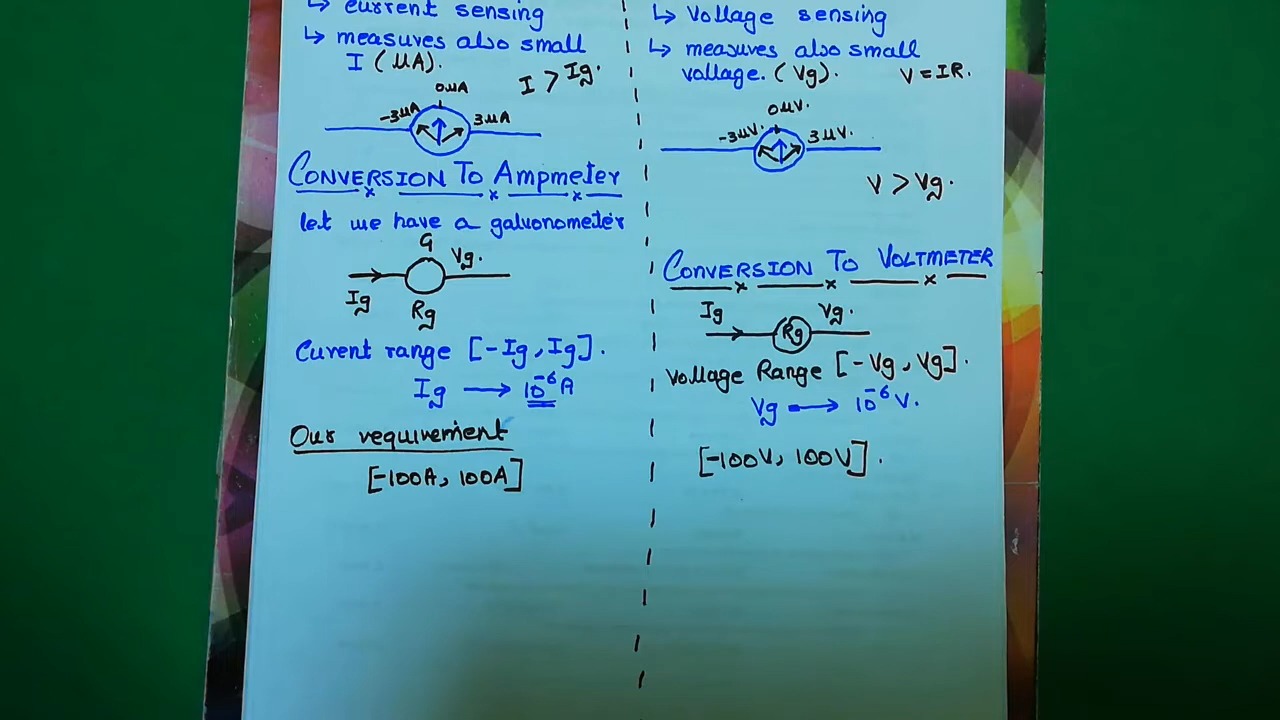 ↳ current sensing
↳ measures also small
I (μA).
I > Ig.
0μA
-3μA
3μA
CONVERSION TO Ampmeter
let we have a galvonometer
G
Vg.
Ig
Rg
Current range [-Ig, Ig].
Ig → 10⁻⁶A
Our requirement
[-100A, 100A]
↳ Voltage sensing
↳ measures also small
voltage. (Vg).
V = IR.
0μV.
-3μV.
3μV.
V > Vg.
CONVERSION TO VOLTMETER
Ig
Vg.
Rg
Voltage Range [-Vg, Vg].
Vg → 10⁻⁶V.
[-100V, 100V].